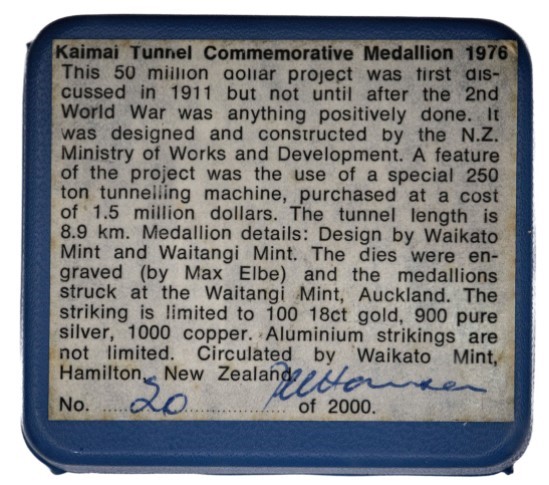 Kaimai Tunnel Commemorative Medallion 1976
This 50 million dollar project was first dis-
cussed in 1911 but not until after the 2nd
World War was anything positively done. It
was designed and constructed by the N.Z.
Ministry of Works and Development. A feature
of the project was the use of a special 250
ton tunnelling machine, purchased at a cost
of 1.5 million dollars. The tunnel length is
8.9 km. Medallion details: Design by Waikato
Mint and Waitangi Mint. The dies were en-
graved (by Max Elbe) and the medallions
struck at the Waitangi Mint, Auckland. The
striking is limited to 100 18ct gold, 900 pure
silver, 1000 copper. Aluminium strikings are
not limited. Circulated by Waikato Mint,
Hamilton, New Zealand
No. ....20.................. of 2000.